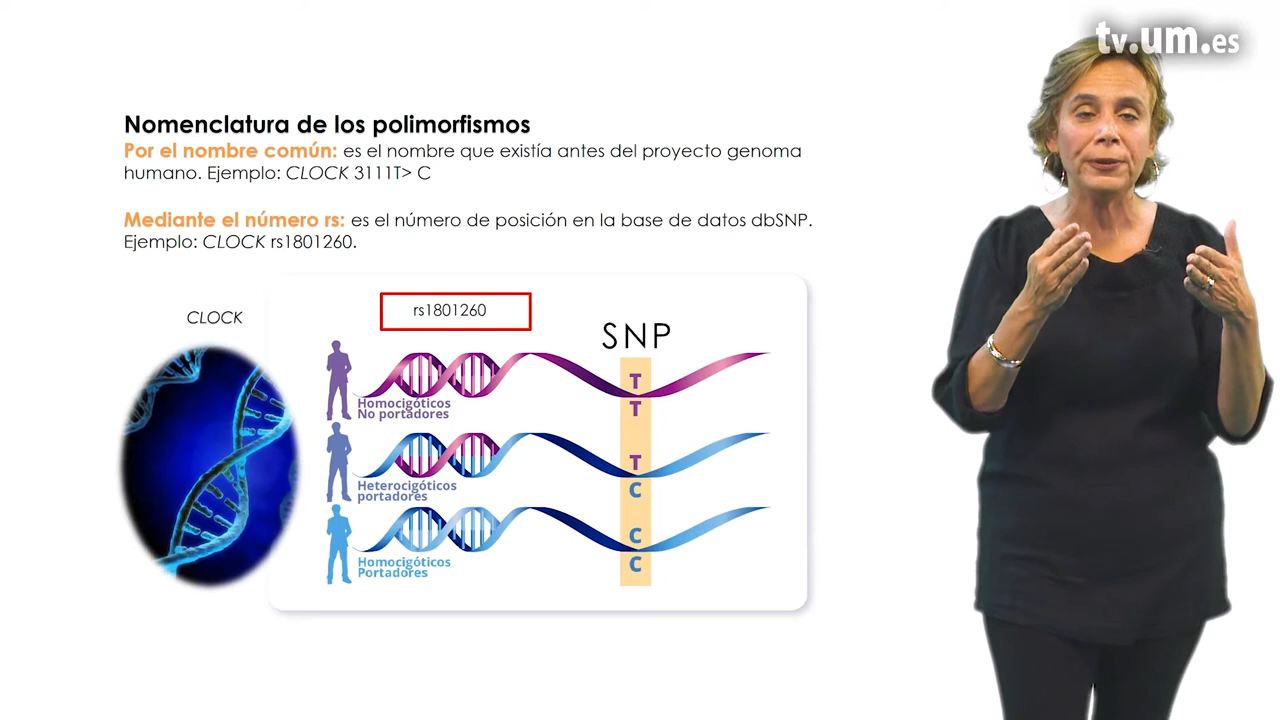 tv.um.es
Nomenclatura de los polimorfismos
Por el nombre común: es el nombre que existía antes del proyecto genoma
humano. Ejemplo: CLOCK 3111T> C
Mediante el número rs: es el número de posición en la base de datos dbSNP.
Ejemplo: CLOCK rs1801260.
CLOCK
rs1801260
SNP
T
T
Homocigóticos
No portadores
T
C
Heterocigóticos
portadores
C
C
Homocigóticos
Portadores